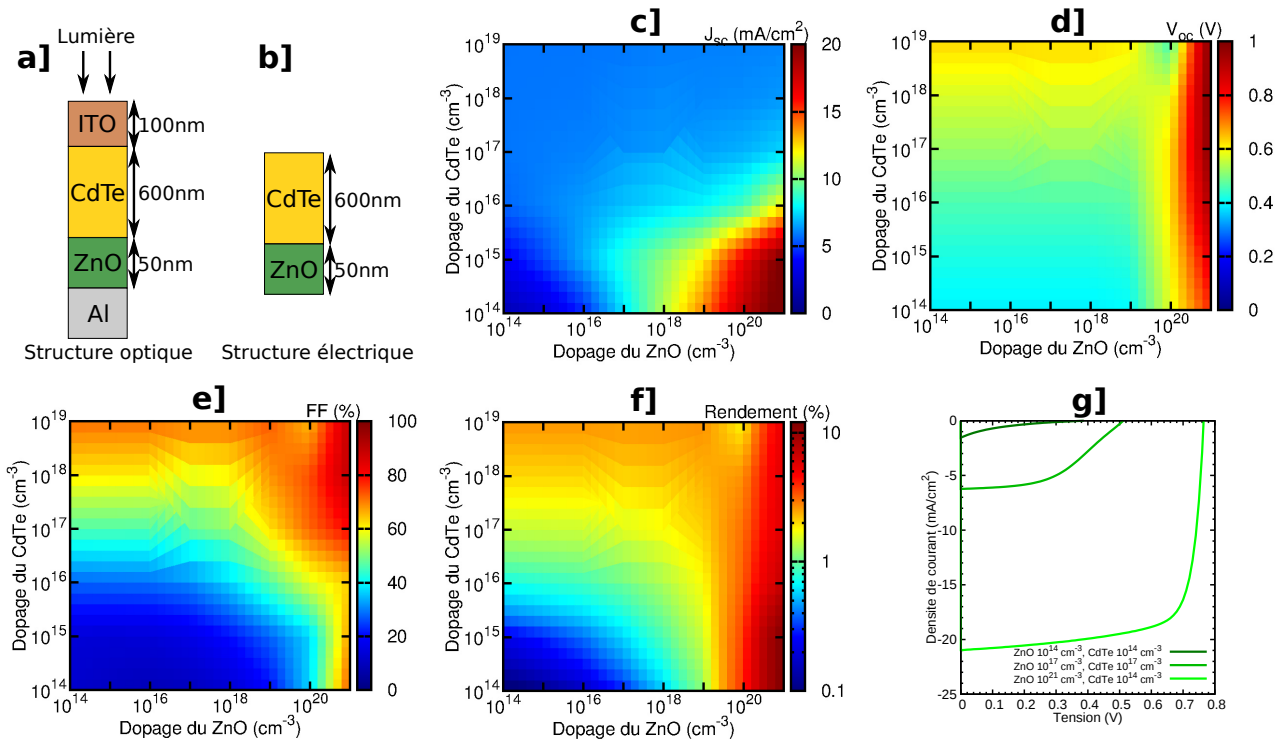 a]
Lumière
ITO
100nm
CdTe
600nm
ZnO
50nm
Al
Structure optique
b]
CdTe
600nm
ZnO
50nm
Structure électrique
c]
Jsc (mA/cm²)
Dopage du CdTe (cm⁻³)
10¹⁹
10¹⁸
10¹⁷
10¹⁶
10¹⁵
10¹⁴
10¹⁴ 10¹⁶ 10¹⁸ 10²⁰
Dopage du ZnO (cm⁻³)
20
15
10
5
0
d]
Voc (V)
Dopage du CdTe (cm⁻³)
10¹⁹
10¹⁸
10¹⁷
10¹⁶
10¹⁵
10¹⁴
10¹⁴ 10¹⁶ 10¹⁸ 10²⁰
Dopage du ZnO (cm⁻³)
1
0.8
0.6
0.4
0.2
0
e]
FF (%)
Dopage du CdTe (cm⁻³)
10¹⁹
10¹⁸
10¹⁷
10¹⁶
10¹⁵
10¹⁴
10¹⁴ 10¹⁶ 10¹⁸ 10²⁰
Dopage du ZnO (cm⁻³)
100
80
60
40
20
0
f]
Rendement (%)
Dopage du CdTe (cm⁻³)
10¹⁹
10¹⁸
10¹⁷
10¹⁶
10¹⁵
10¹⁴
10¹⁴ 10¹⁶ 10¹⁸ 10²⁰
Dopage du ZnO (cm⁻³)
10
1
0.1
g]
Densite de courant (mA/cm²)
0
-5
-10
-15
-20
-25
ZnO 10¹⁴ cm⁻³, CdTe 10¹⁴ cm⁻³
ZnO 10¹⁷ cm⁻³, CdTe 10¹⁷ cm⁻³
ZnO 10²¹ cm⁻³, CdTe 10¹⁴ cm⁻³
0 0.1 0.2 0.3 0.4 0.5 0.6 0.7 0.8
Tension (V)